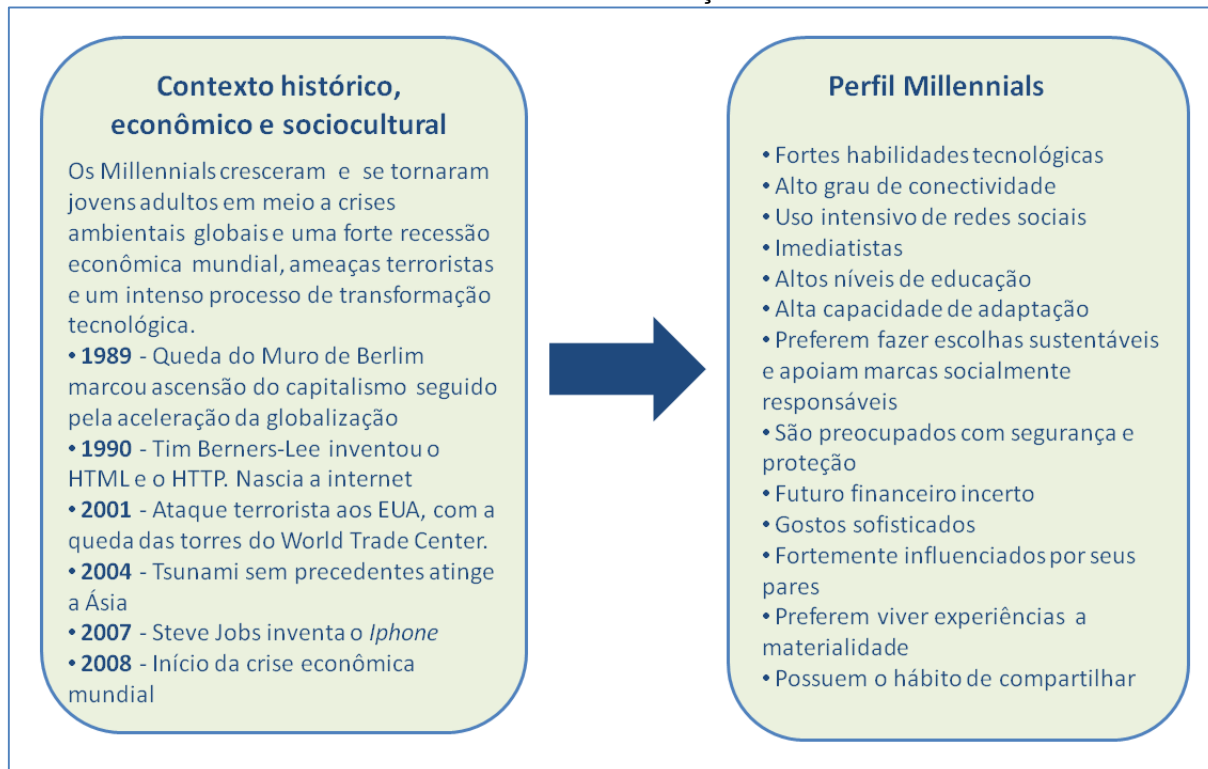 Contexto histórico,
econômico e sociocultural
Os Millennials cresceram e se tornaram
jovens adultos em meio a crises
ambientais globais e uma forte recessão
econômica mundial, ameaças terroristas
e um intenso processo de transformação
tecnológica.
• 1989 - Queda do Muro de Berlim
marcou ascensão do capitalismo seguido
pela aceleração da globalização
• 1990 - Tim Berners-Lee inventou o
HTML e o HTTP. Nascia a internet
• 2001 - Ataque terrorista aos EUA, com a
queda das torres do World Trade Center.
• 2004 - Tsunami sem precedentes atinge
a Ásia
• 2007 - Steve Jobs inventa o Iphone
• 2008 - Início da crise econômica
mundial
Perfil Millennials
• Fortes habilidades tecnológicas
• Alto grau de conectividade
• Uso intensivo de redes sociais
• Imediatistas
• Altos níveis de educação
• Alta capacidade de adaptação
• Preferem fazer escolhas sustentáveis
e apoiam marcas socialmente
responsáveis
• São preocupados com segurança e
proteção
• Futuro financeiro incerto
• Gostos sofisticados
• Fortemente influenciados por seus
pares
• Preferem viver experiências a
materialidade
• Possuem o hábito de compartilhar